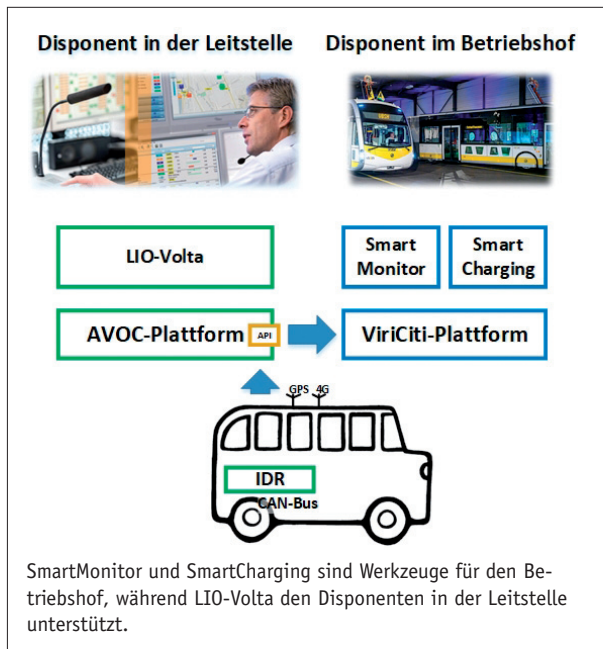 Disponent in der Leitstelle
Disponent im Betriebshof
LIO-Volta
Smart
Monitor
Smart
Charging
AVOC-Plattform
API
ViriCiti-Plattform
GPS 4G
IDR
CAN-Bus
SmartMonitor und SmartCharging sind Werkzeuge für den Be-
triebshof, während LIO-Volta den Disponenten in der Leitstelle
unterstützt.